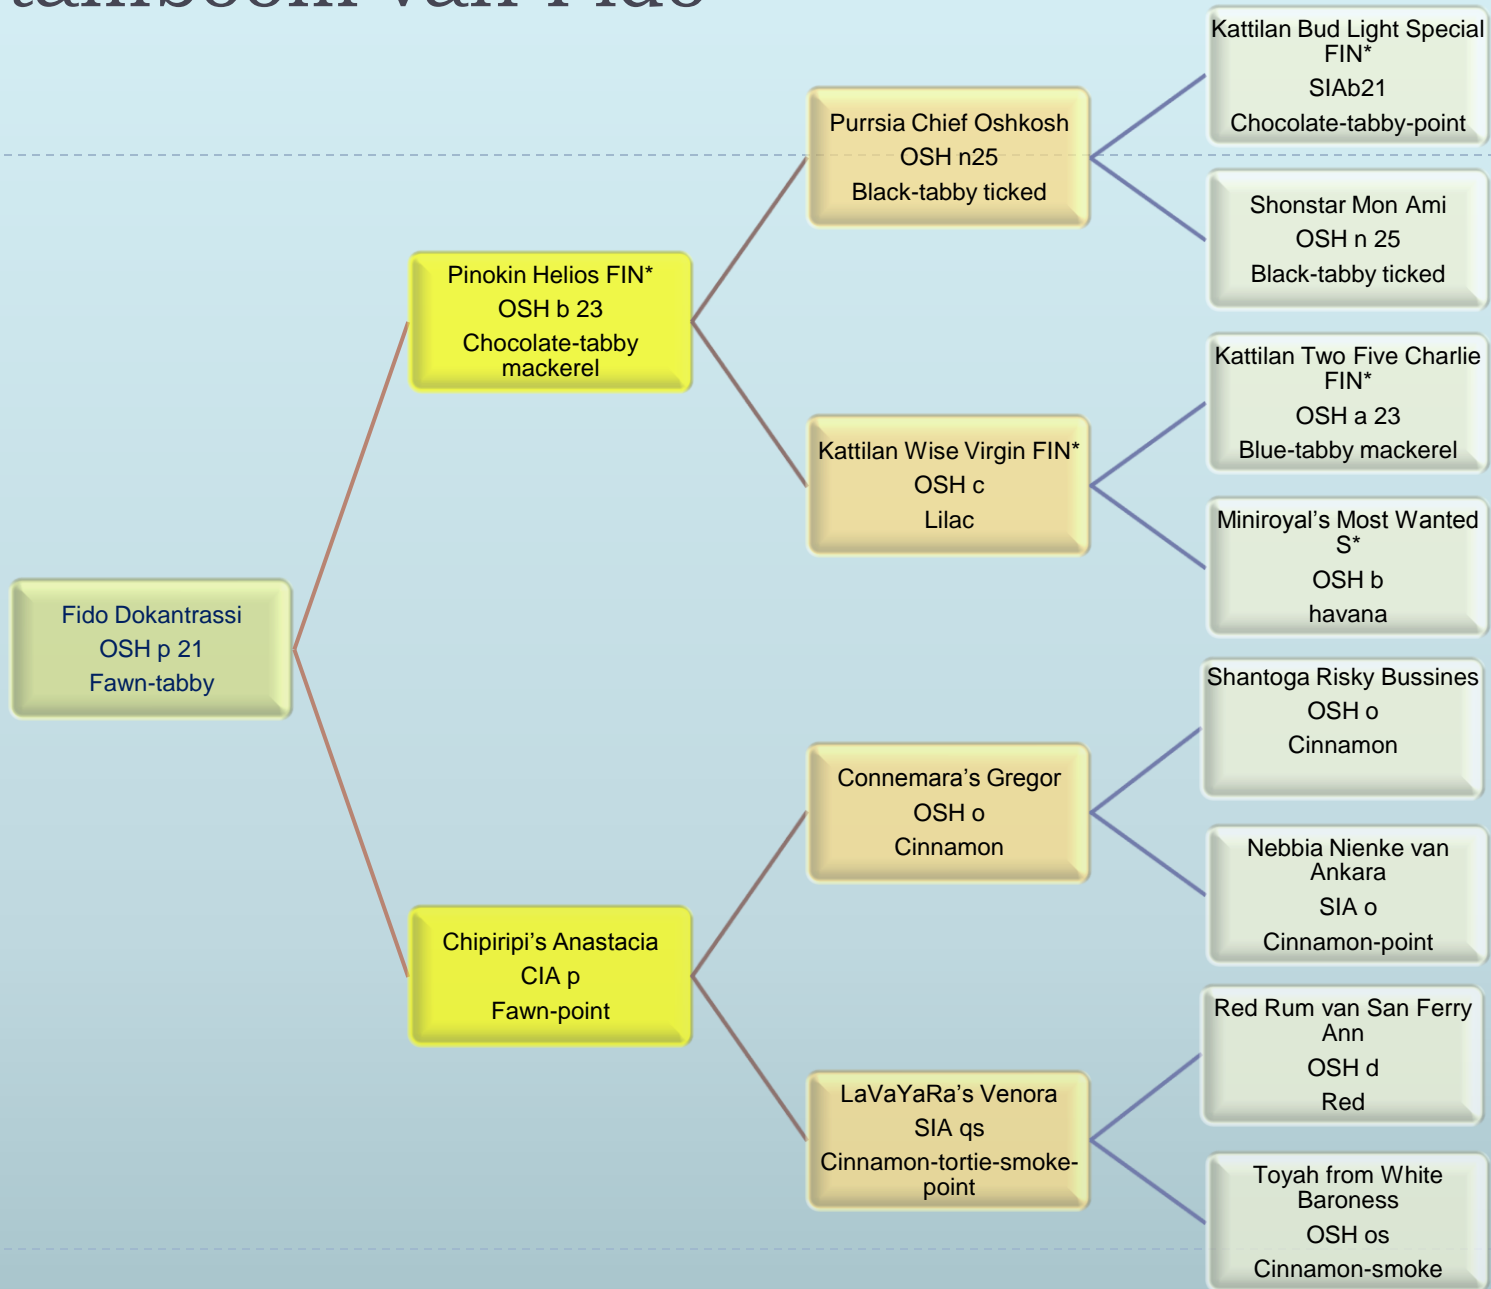 tamboom van Fido
Kattilan Bud Light Special
FIN*
SIAb21
Chocolate-tabby-point
Purrsia Chief Oshkosh
OSH n25
Black-tabby ticked
Shonstar Mon Ami
OSH n 25
Black-tabby ticked
Pinokin Helios FIN*
OSH b 23
Chocolate-tabby
mackerel
Kattilan Two Five Charlie
FIN*
OSH a 23
Blue-tabby mackerel
Kattilan Wise Virgin FIN*
OSH c
Lilac
Miniroyal’s Most Wanted
S*
OSH b
havana
Fido Dokantrassi
OSH p 21
Fawn-tabby
Shantoga Risky Bussines
OSH o
Cinnamon
Connemara’s Gregor
OSH o
Cinnamon
Nebbia Nienke van
Ankara
SIA o
Cinnamon-point
Chipiripi’s Anastacia
CIA p
Fawn-point
Red Rum van San Ferry
Ann
OSH d
Red
LaVaYaRa’s Venora
SIA qs
Cinnamon-tortie-smoke-
point
Toyah from White
Baroness
OSH os
Cinnamon-smoke